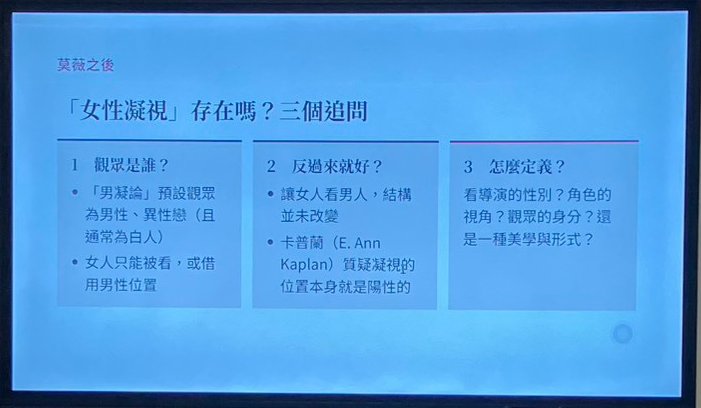 莫薇之後
「女性凝視」存在嗎？三個追問
1 觀眾是誰？
• 「男凝論」預設觀眾
為男性、異性戀（且
通常為白人）
• 女人只能被看，或借
用男性位置
2 反過來就好？
• 讓女人看男人，結構
並未改變
• 卡普蘭（E. Ann
Kaplan）質疑凝視的
位置本身就是陽性的
3 怎麼定義？
看導演的性別？角色的
視角？觀眾的身分？還
是一種美學與形式？